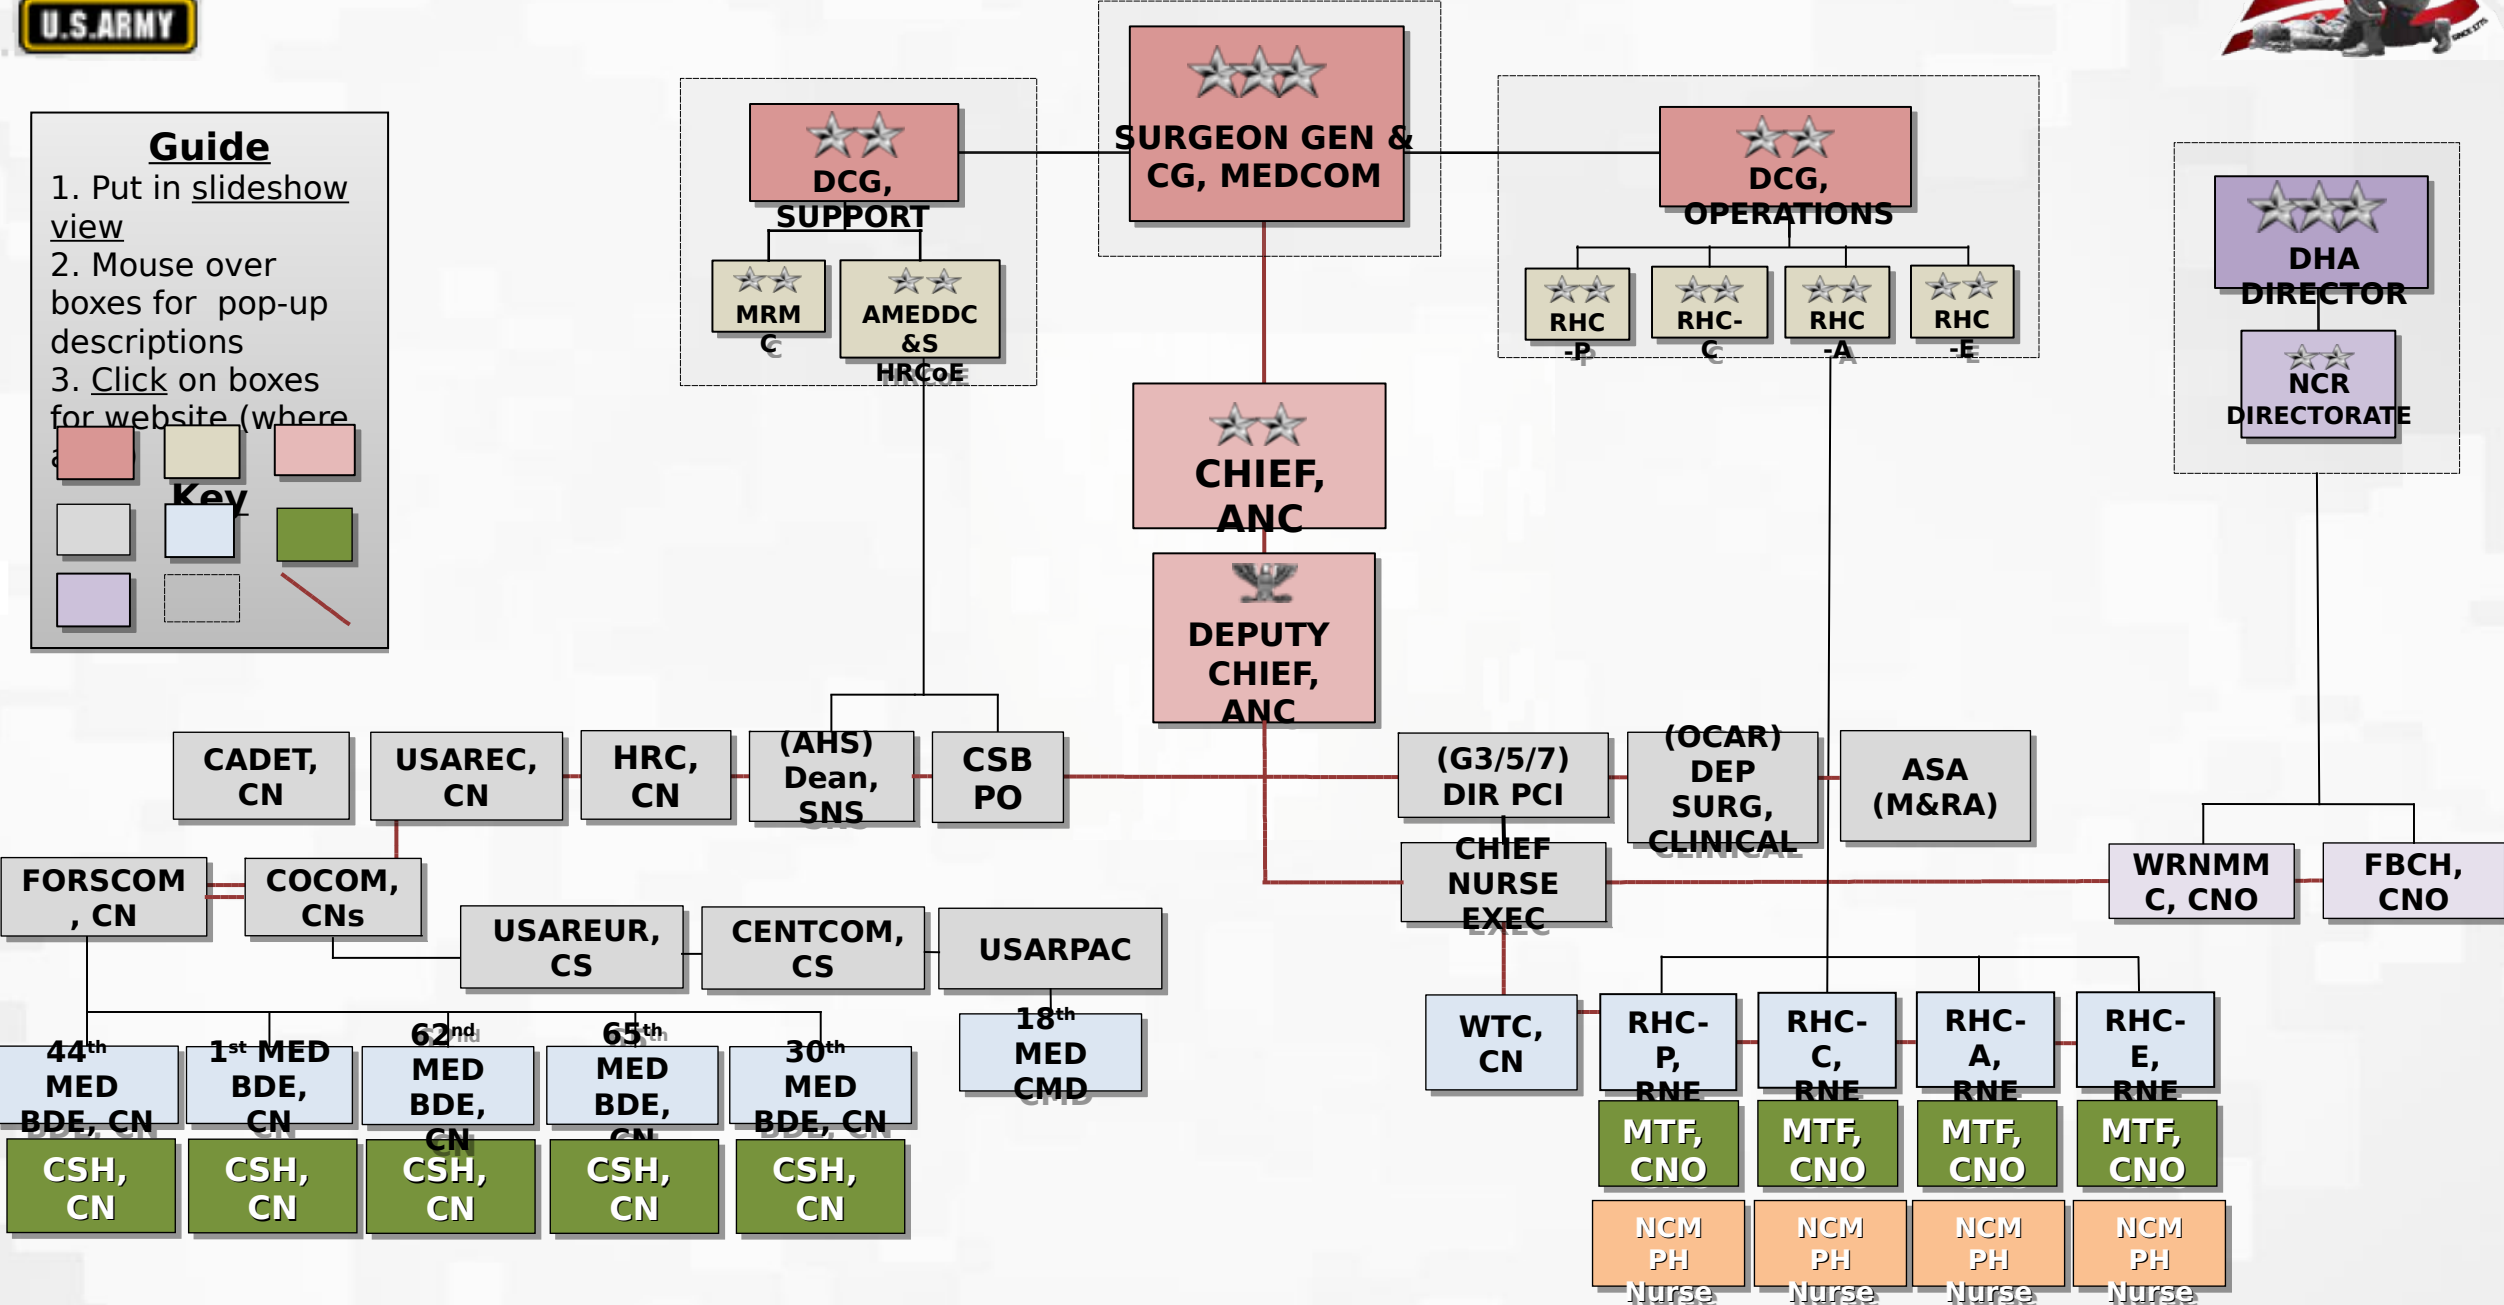 U.S.ARMY
SINCE 1775
Guide
1. Put in slideshow
view
2. Mouse over
boxes for pop-up
descriptions
3. Click on boxes
for website (where
Key
SURGEON GEN &
CG, MEDCOM
DCG,
SUPPORT
MRM
C
AMEDDC
&S
HRCoE
DCG,
OPERATIONS
RHC
-P
RHC-
C
RHC
-A
RHC
-E
DHA
DIRECTOR
NCR
DIRECTORATE
CHIEF,
ANC
DEPUTY
CHIEF,
ANC
CADET,
CN
USAREC,
CN
HRC,
CN
(AHS)
Dean,
SNS
CSB
PO
(G3/5/7)
DIR PCI
(OCAR)
DEP
SURG,
CLINICAL
ASA
(M&RA)
FORSCOM
, CN
COCOM,
CNs
CHIEF
NURSE
EXEC
WRNMM
C, CNO
FBCH,
CNO
USAREUR,
CS
CENTCOM,
CS
USARPAC
44th
MED
BDE, CN
1st MED
BDE,
CN
62nd
MED
BDE,
CN
65th
MED
BDE,
CN
30th
MED
BDE, CN
18th
MED
CMD
WTC,
CN
RHC-
P,
RNE
RHC-
C,
RNE
RHC-
A,
RNE
RHC-
E,
RNE
CSH,
CN
CSH,
CN
CSH,
CN
CSH,
CN
CSH,
CN
MTF,
CNO
MTF,
CNO
MTF,
CNO
MTF,
CNO
NCM
PH
Nurse
NCM
PH
Nurse
NCM
PH
Nurse
NCM
PH
Nurse